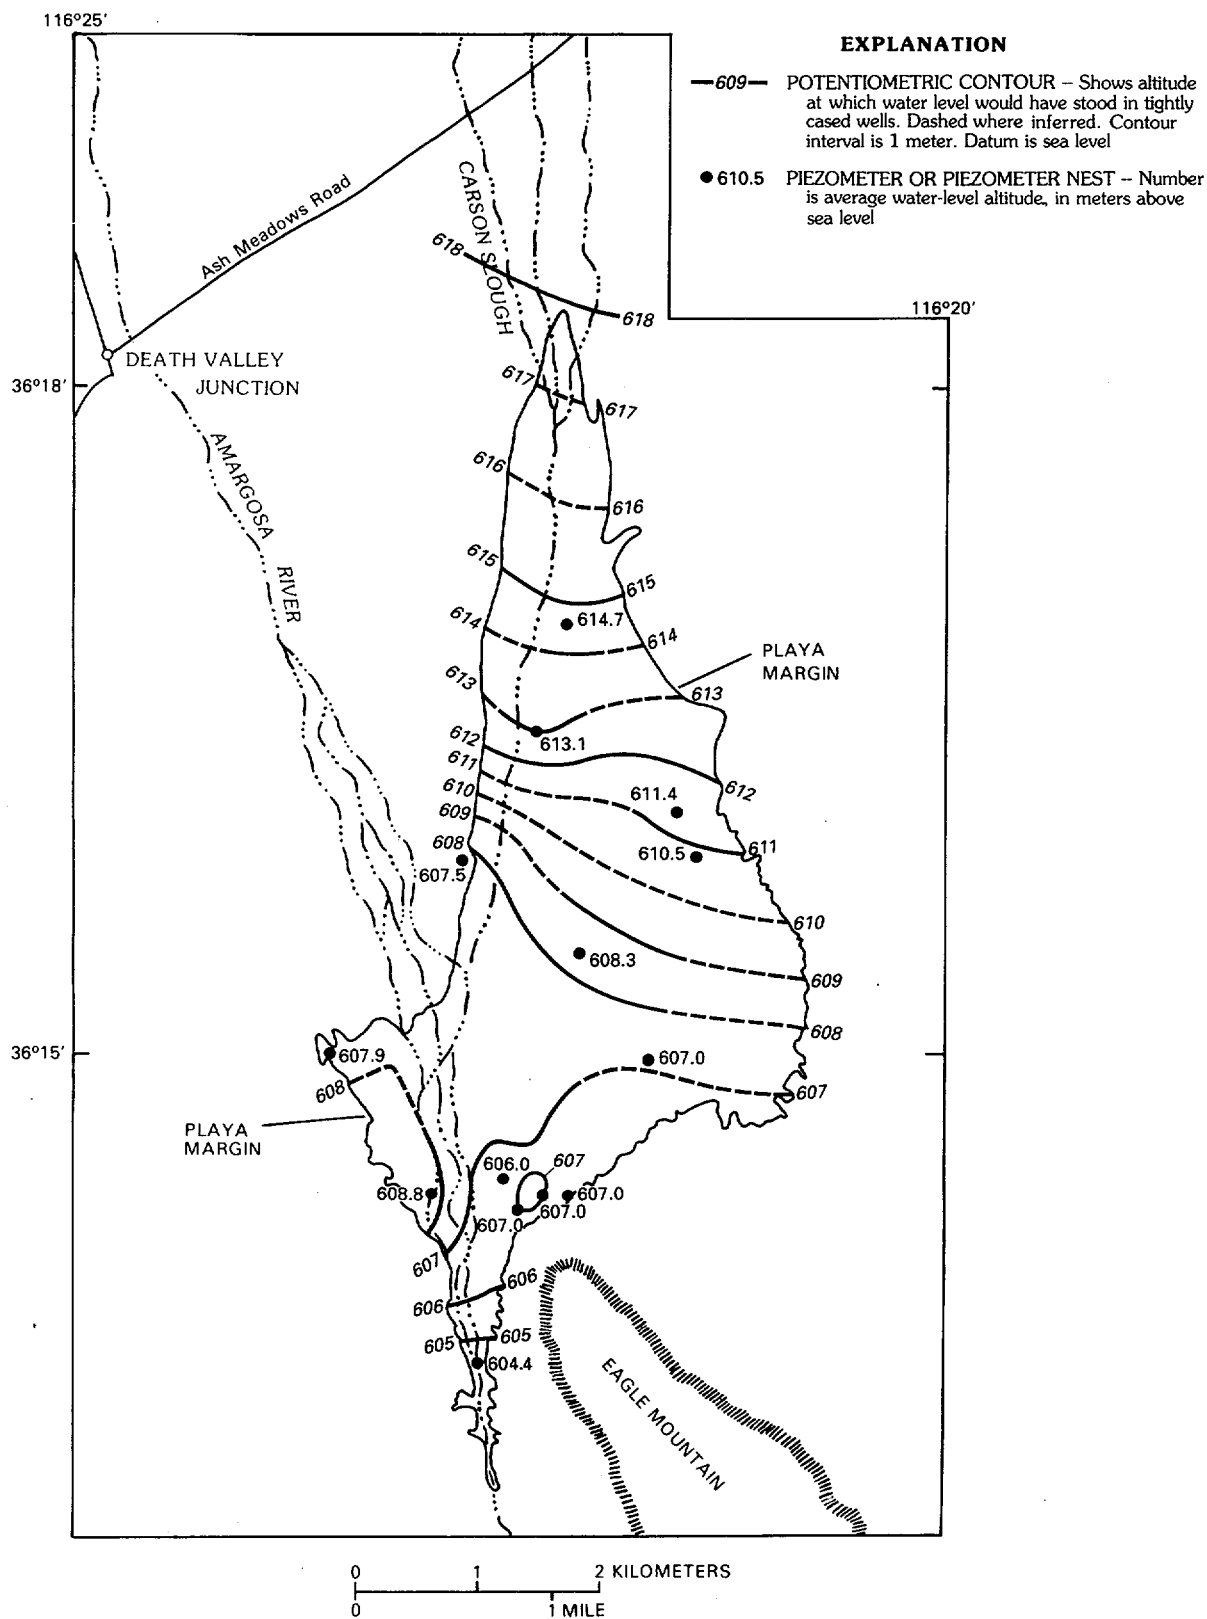 116°25'
EXPLANATION
609 POTENTIOMETRIC CONTOUR – Shows altitude
at which water level would have stood in tightly
cased wells. Dashed where inferred. Contour
interval is 1 meter. Datum is sea level
610.5 PIEZOMETER OR PIEZOMETER NEST – Number
is average water-level altitude, in meters above
sea level
Ash Meadows Road
CARSON SLOUGH
618
618
116°20'
DEATH VALLEY
JUNCTION
36°18'
617
617
AMARGOSA
RIVER
616
616
615
615
614.7
614
614
PLAYA
MARGIN
613
613
613.1
612
612
611
611.4
610
609
608
611
610.5
607.5
610
608.3
609
608
36°15'
607.9
607.0
608
607
PLAYA
MARGIN
606.0
607
608.8
607.0
607.0
607.0
607
606
606
605
605
604.4
EAGLE MOUNTAIN
0 1 2 KILOMETERS
0 1 MILE